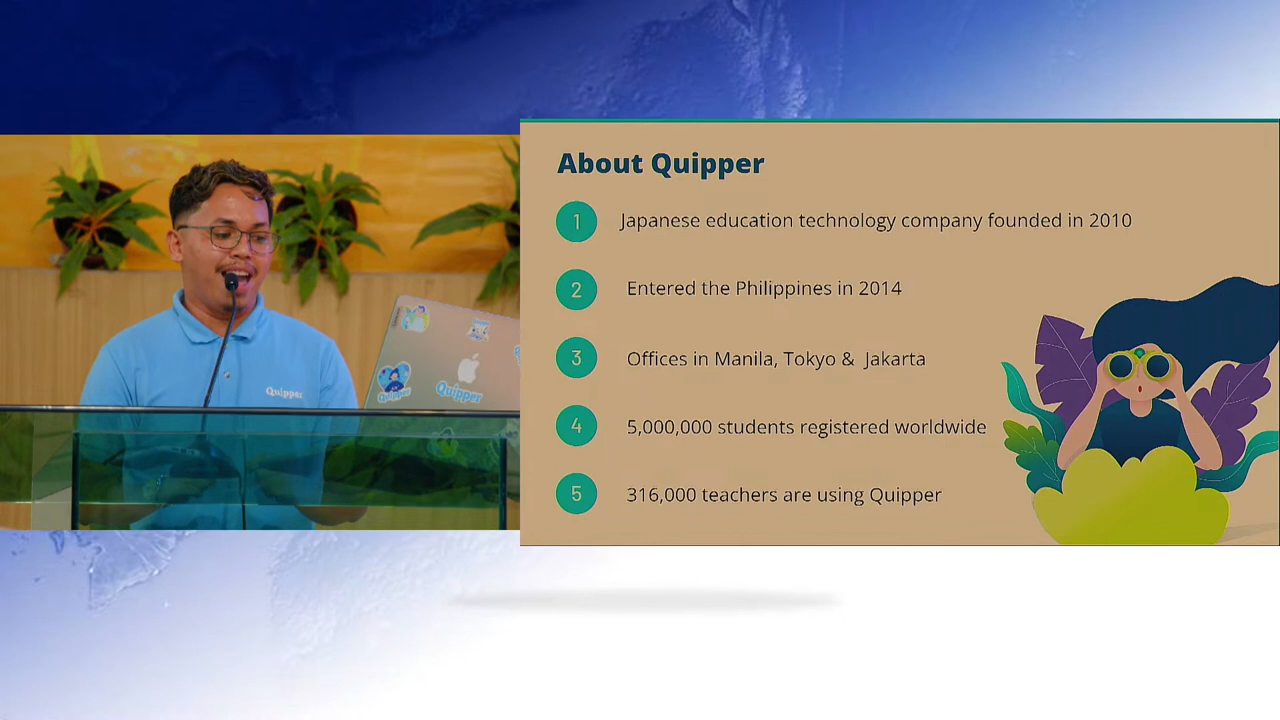 About Quipper
1 Japanese education technology company founded in 2010
2 Entered the Philippines in 2014
3 Offices in Manila, Tokyo & Jakarta
4 5,000,000 students registered worldwide
5 316,000 teachers are using Quipper
Quipper
Quipper
Quipper